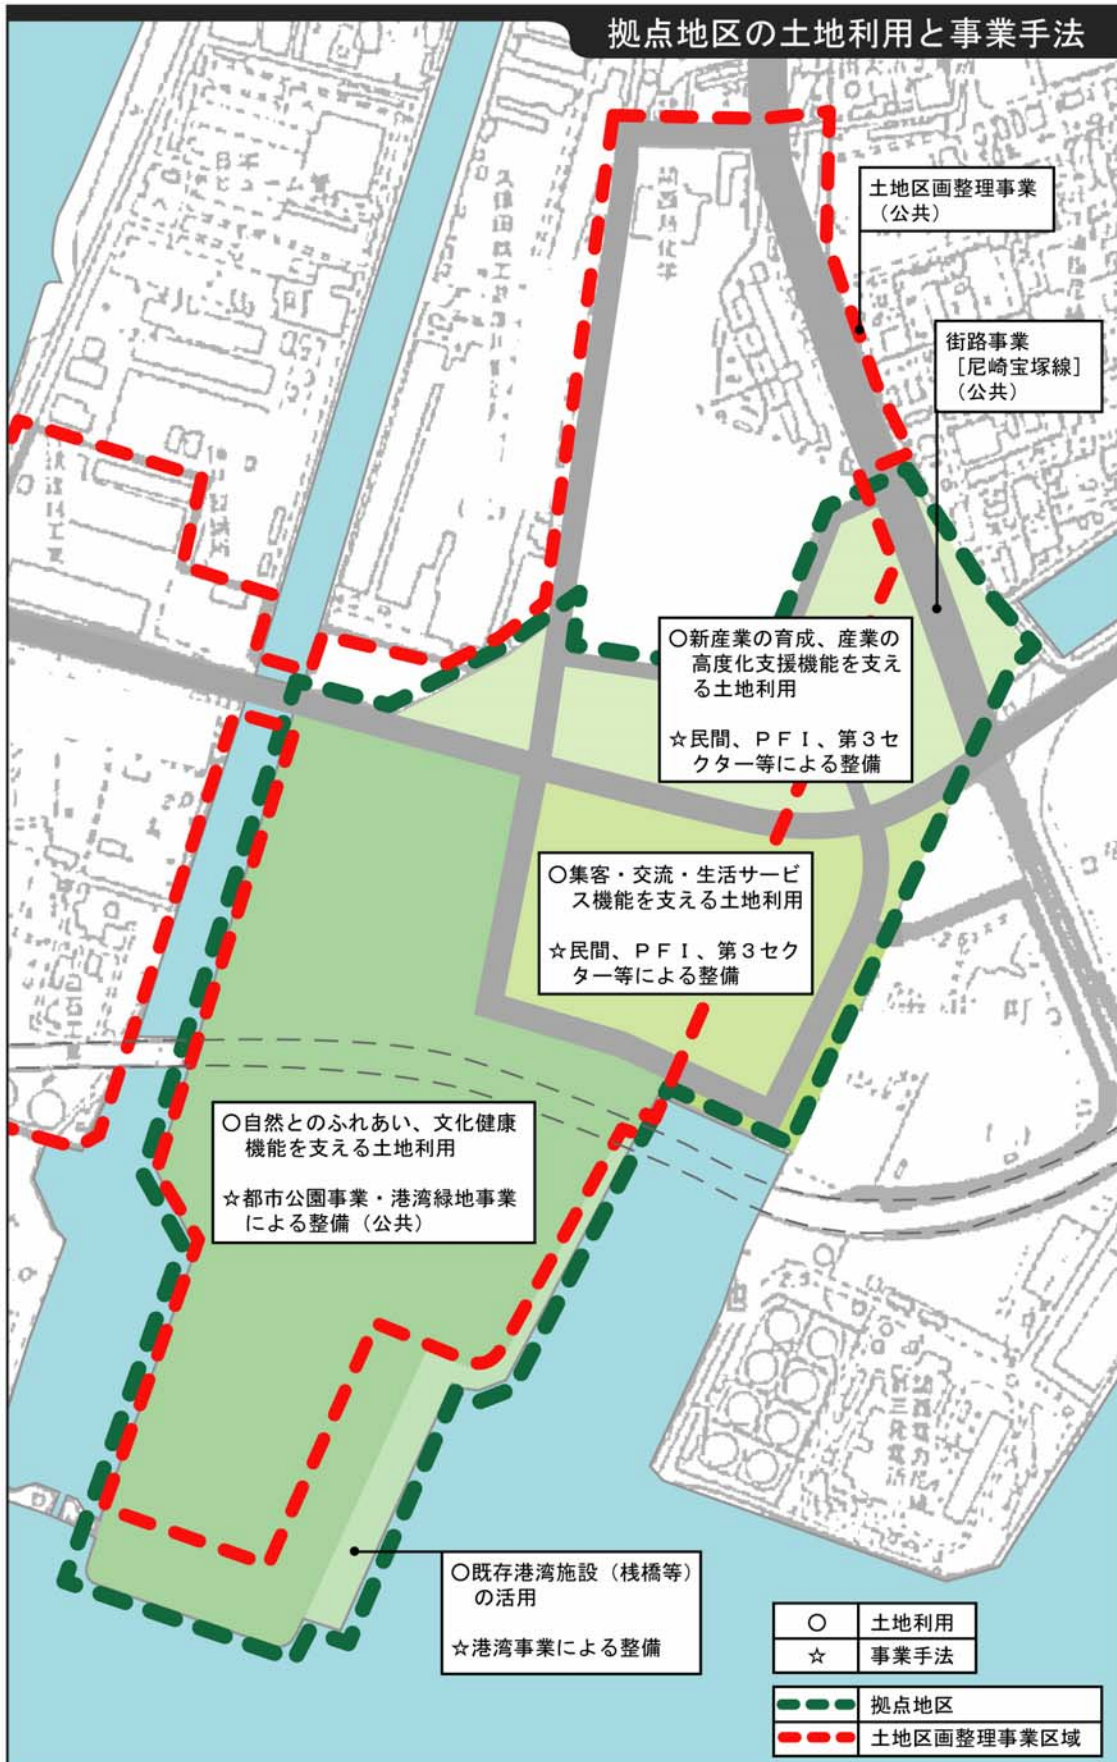 拠点地区の土地利用と事業手法
土地区画整理事業
(公共)
街路事業
[尼崎宝塚線]
(公共)
○新産業の育成、産業の
高度化支援機能を支え
る土地利用
☆民間、PFI、第3セ
クター等による整備
○集客・交流・生活サービ
ス機能を支える土地利用
☆民間、PFI、第3セク
ター等による整備
○自然とのふれあい、文化健康
機能を支える土地利用
☆都市公園事業・港湾緑地事業
による整備(公共)
○既存港湾施設(桟橋等)
の活用
☆港湾事業による整備
○ 土地利用
☆ 事業手法
拠点地区
土地区画整理事業区域